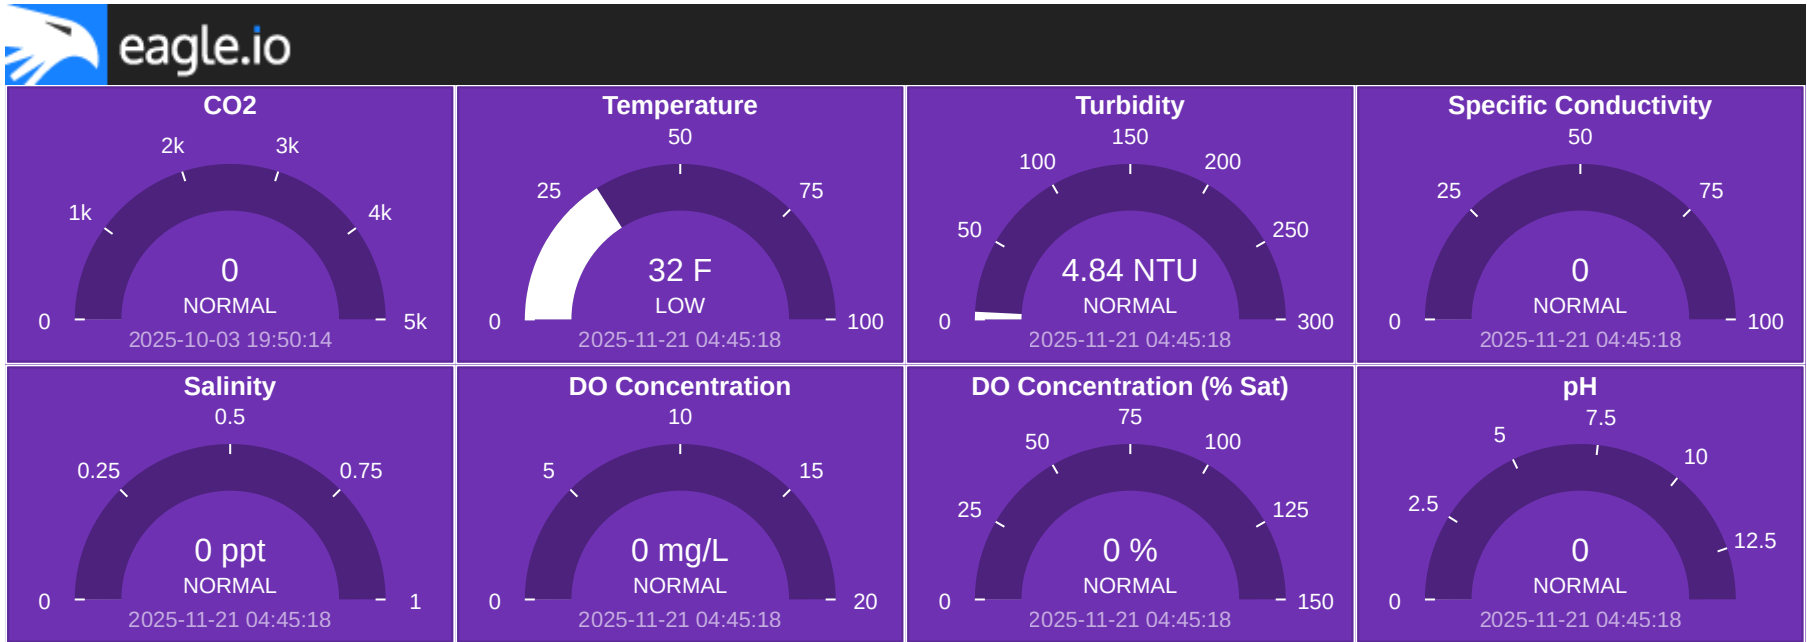 eagle.io
CO2
2k 3k
1k 4k
0
NORMAL
0 5k
2025-10-03 19:50:14
Temperature
50
25 75
32 F
LOW
0 100
2025-11-21 04:45:18
Turbidity
150
100 200
50 250
4.84 NTU
NORMAL
0 300
2025-11-21 04:45:18
Specific Conductivity
50
25 75
0
NORMAL
0 100
2025-11-21 04:45:18
Salinity
0.5
0.25 0.75
0 ppt
NORMAL
0 1
2025-11-21 04:45:18
DO Concentration
10
5 15
0 mg/L
NORMAL
0 20
2025-11-21 04:45:18
DO Concentration (% Sat)
75
50 100
25 125
0 %
NORMAL
0 150
2025-11-21 04:45:18
pH
7.5
5 10
2.5 12.5
0
NORMAL
0
2025-11-21 04:45:18